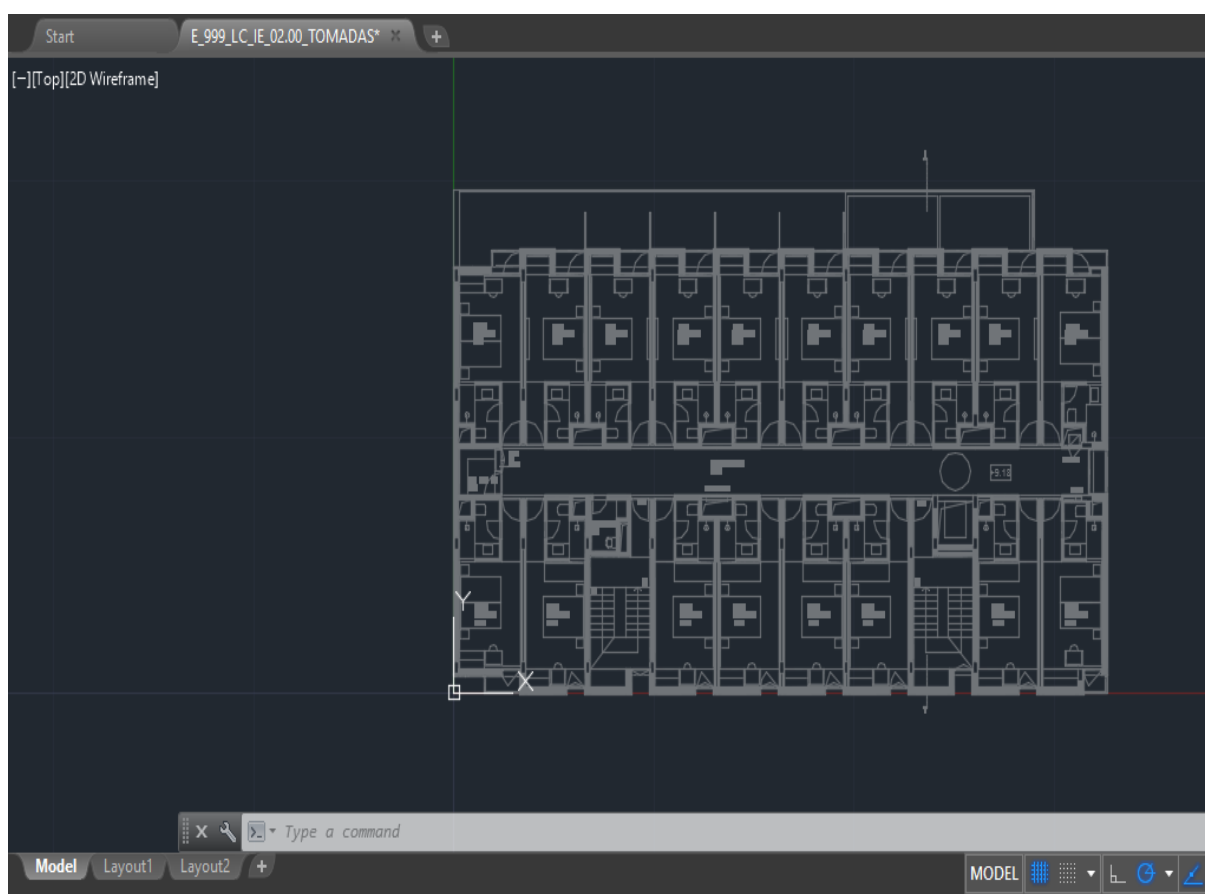 Start
E_999_LC_IE_02.00_TOMADAS*
[−][Top][2D Wireframe]
+9.18
Y
X
Type a command
Model Layout1 Layout2
MODEL